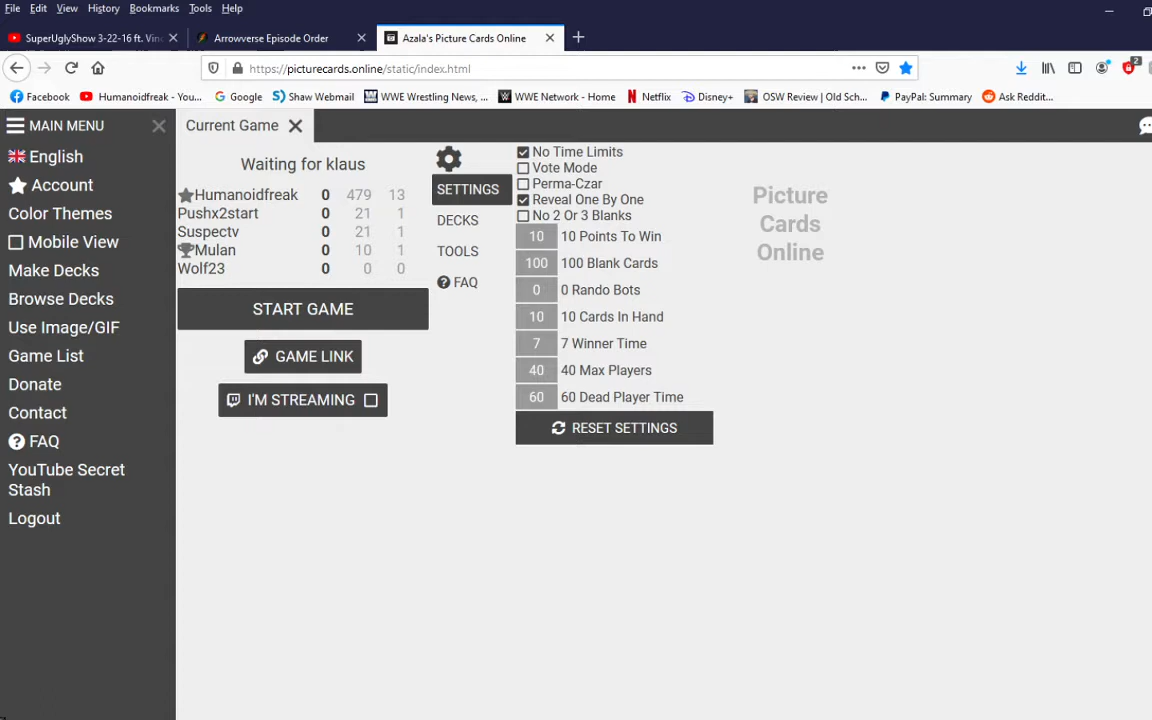 File Edit View History Bookmarks Tools Help
SuperUglyShow 3-22-16 ft. Vinc
Arrowverse Episode Order
Azala's Picture Cards Online
https://picturecards.online/static/index.html
2
Facebook
Humanoidfreak - You...
Google
Shaw Webmail
WWE Wrestling News, ...
WWE Network - Home
Netflix
Disney+
OSW Review | Old Sch...
PayPal: Summary
Ask Reddit...
MAIN MENU
English
Account
Color Themes
Mobile View
Make Decks
Browse Decks
Use Image/GIF
Game List
Donate
Contact
FAQ
YouTube Secret
Stash
Logout
Current Game
Waiting for klaus
Humanoidfreak 0 479 13
Pushx2start 0 21 1
Suspectv 0 21 1
Mulan 0 10 1
Wolf23 0 0 0
START GAME
GAME LINK
I'M STREAMING
SETTINGS
DECKS
TOOLS
FAQ
No Time Limits
Vote Mode
Perma-Czar
Reveal One By One
No 2 Or 3 Blanks
10 10 Points To Win
100 100 Blank Cards
0 0 Rando Bots
10 10 Cards In Hand
7 7 Winner Time
40 40 Max Players
60 60 Dead Player Time
RESET SETTINGS
Picture
Cards
Online